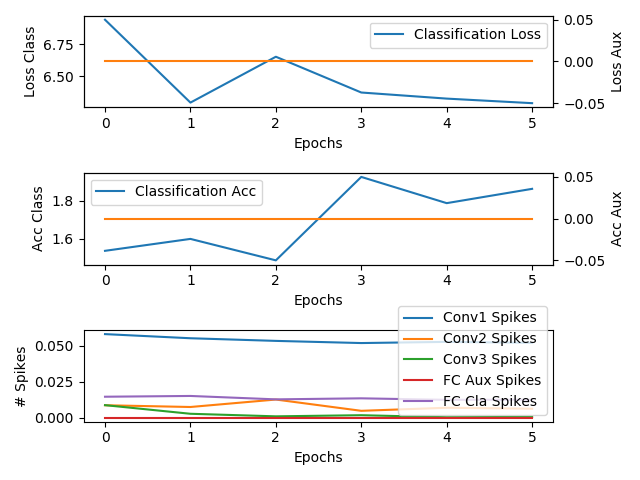 Loss Class
6.75
6.50
Classification Loss
0.05
0.00
−0.05
Loss Aux
0 1 2 3 4 5
Epochs
Acc Class
1.8
1.6
Classification Acc
0.05
0.00
−0.05
Acc Aux
0 1 2 3 4 5
Epochs
# Spikes
0.050
0.025
0.000
Conv1 Spikes
Conv2 Spikes
Conv3 Spikes
FC Aux Spikes
FC Cla Spikes
0 1 2 3 4 5
Epochs